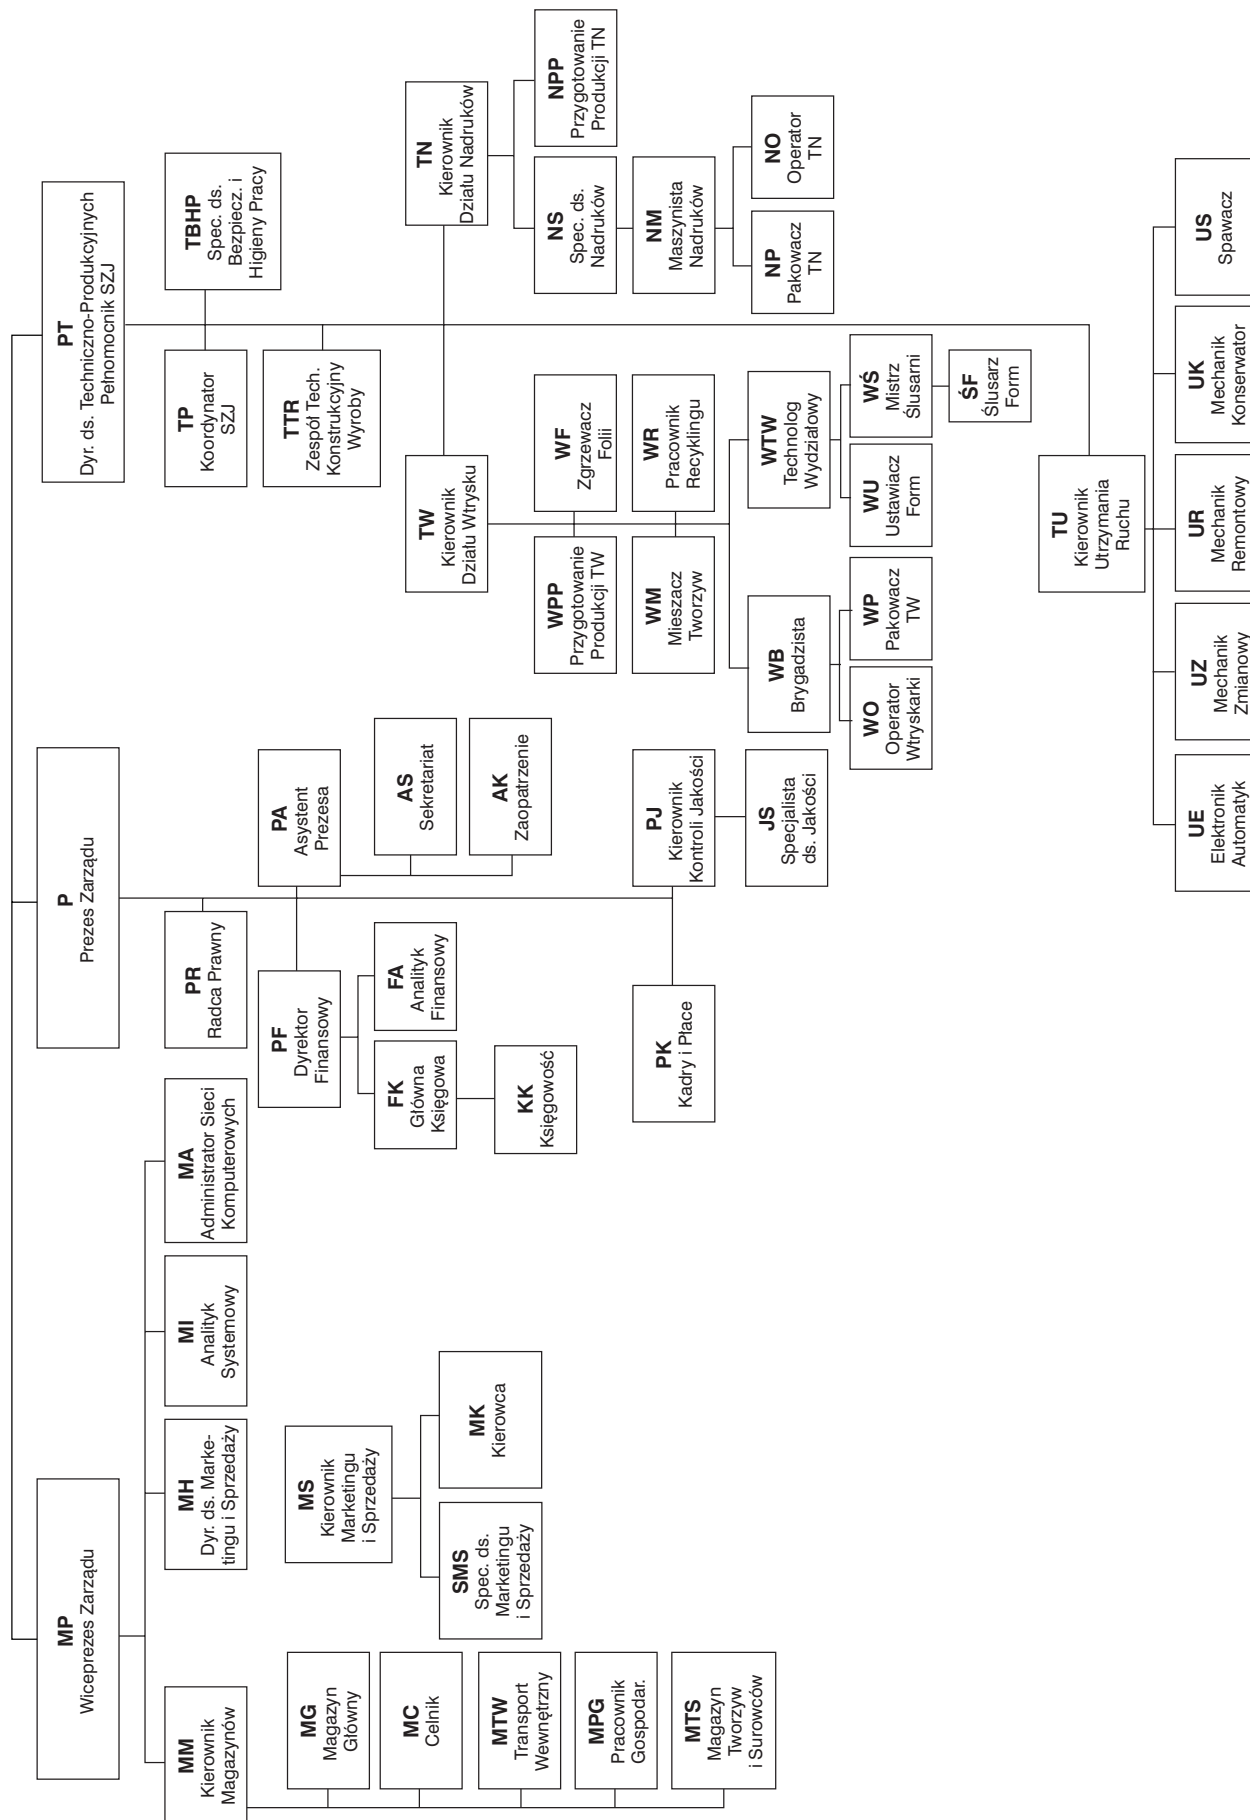 MP
Wiceprezes Zarządu
P
Prezes Zarządu
PT
Dyr. ds. Techniczno-Produkcyjnych
Pełnomocnik SZJ
MM
Kierownik
Magazynów
MH
Dyr. ds. Marke-
tingu i Sprzedaży
MI
Analityk
Systemowy
MA
Administrator Sieci
Komputerowych
MG
Magazyn
Główny
MC
Celnik
MTW
Transport
Wewnętrzny
MPG
Pracownik
Gospodar.
MTS
Magazyn
Tworzyw
i Surowców
MS
Kierownik
Marketingu
i Sprzedaży
SMS
Spec. ds.
Marketingu
i Sprzedaży
MK
Kierowca
PR
Radca Prawny
PF
Dyrektor
Finansowy
PA
Asystent
Prezesa
FK
Główna
Księgowa
FA
Analityk
Finansowy
KK
Księgowość
AS
Sekretariat
AK
Zaopatrzenie
PK
Kadry i Płace
PJ
Kierownik
Kontroli Jakości
JS
Specjalista
ds. Jakości
TP
Koordynator
SZJ
TBHP
Spec. ds.
Bezpiecz. i
Higieny Pracy
TTR
Zespół Tech.
Konstrukcyjny
Wyroby
TW
Kierownik
Działu Wtrysku
TN
Kierownik
Działu Nadruków
WPP
Przygotowanie
Produkcji TW
WF
Zgrzewacz
Folii
WM
Mieszacz
Tworzyw
WR
Pracownik
Recyklingu
WB
Brygadzista
WTW
Technolog
Wydziałowy
WO
Operator
Wtryskarki
WP
Pakowacz
TW
WU
Ustawiacz
Form
WŚ
Mistrz
Ślusarni
ŚF
Ślusarz
Form
NS
Spec. ds.
Nadruków
NPP
Przygotowanie
Produkcji TN
NM
Maszynista
Nadruków
NP
Pakowacz
TN
NO
Operator
TN
TU
Kierownik
Utrzymania
Ruchu
UE
Elektronik
Automatyk
UZ
Mechanik
Zmianowy
UR
Mechanik
Remontowy
UK
Mechanik
Konserwator
US
Spawacz